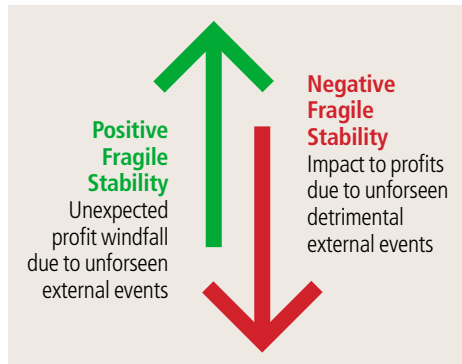 Positive
Fragile
Stability
Unexpected
profit windfall
due to unforseen
external events
Negative
Fragile
Stability
Impact to profits
due to unforseen
detrimental
external events